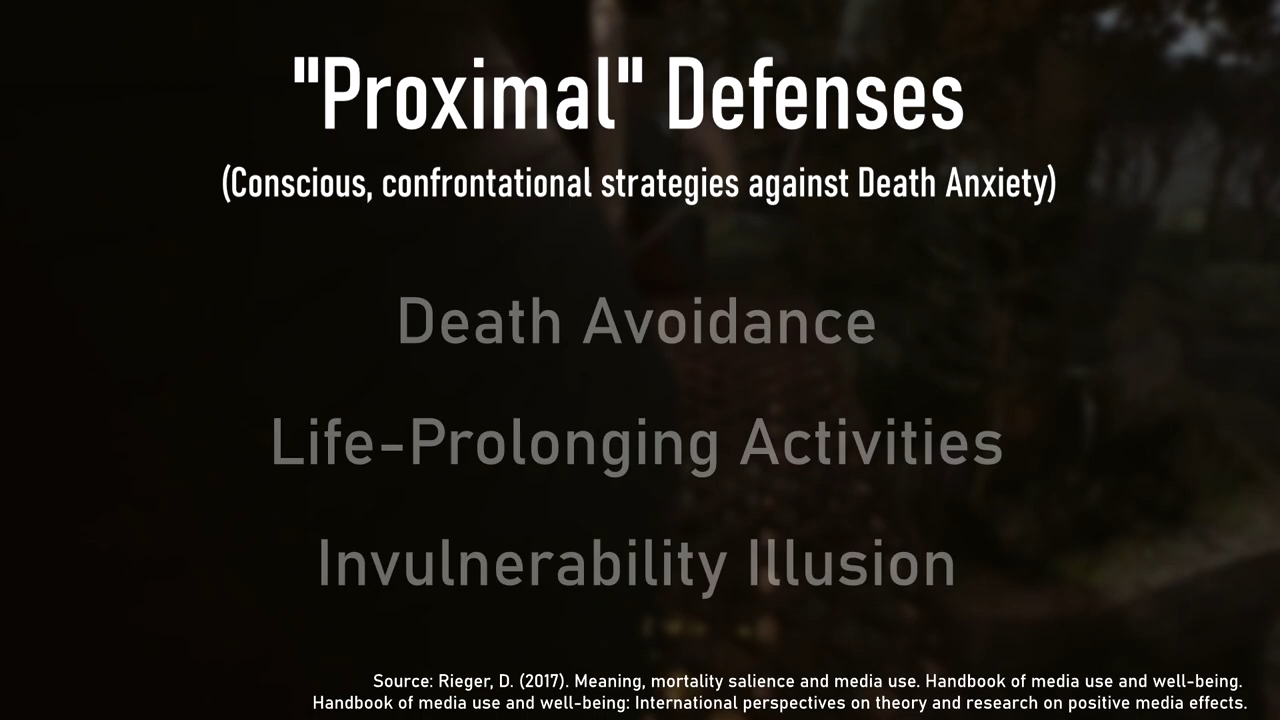 "Proximal" Defenses
(Conscious, confrontational strategies against Death Anxiety)
Death Avoidance
Life-Prolonging Activities
Invulnerability Illusion
Source: Rieger, D. (2017). Meaning, mortality salience and media use. Handbook of media use and well-being.
Handbook of media use and well-being: International perspectives on theory and research on positive media effects.